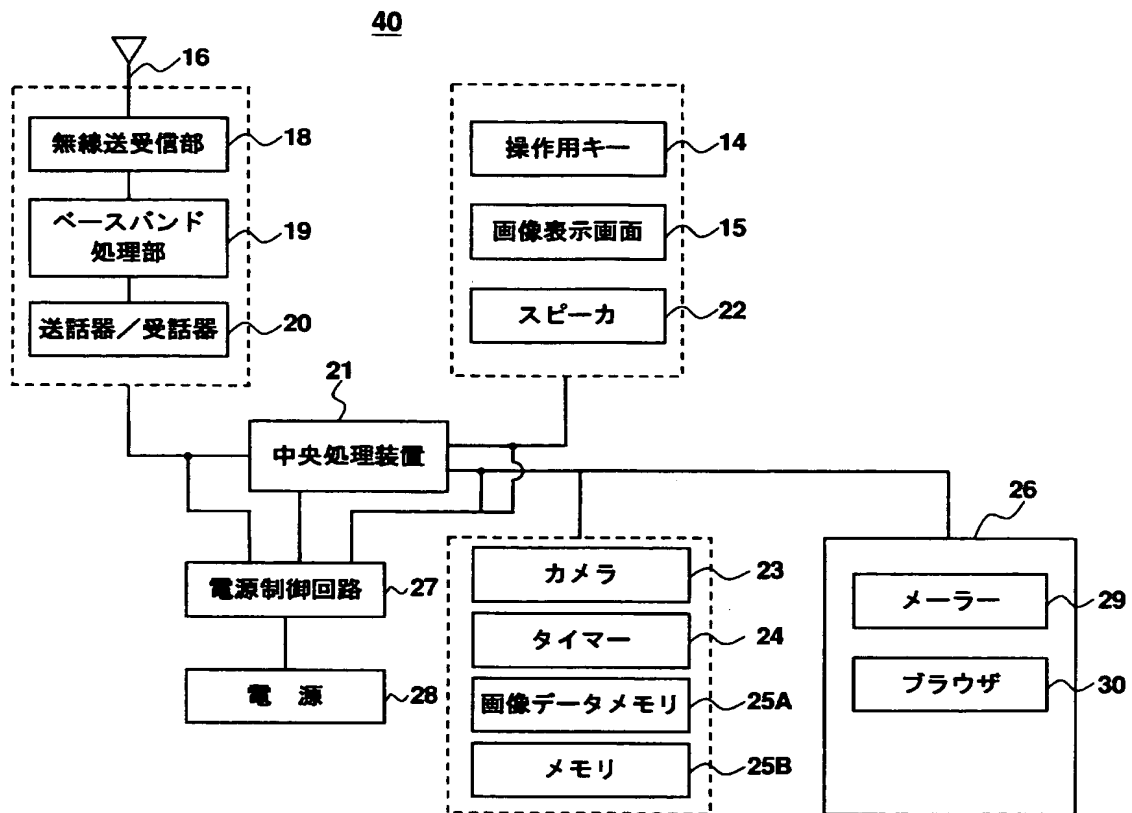 40
16
無線送受信部
18
ベースバンド
処理部
19
送話器／受話器
20
操作用キー
14
画像表示画面
15
スピーカ
22
21
中央処理装置
電源制御回路
27
電 源
28
カメラ
23
タイマー
24
画像データメモリ
25A
メモリ
25B
26
メーラー
29
ブラウザ
30